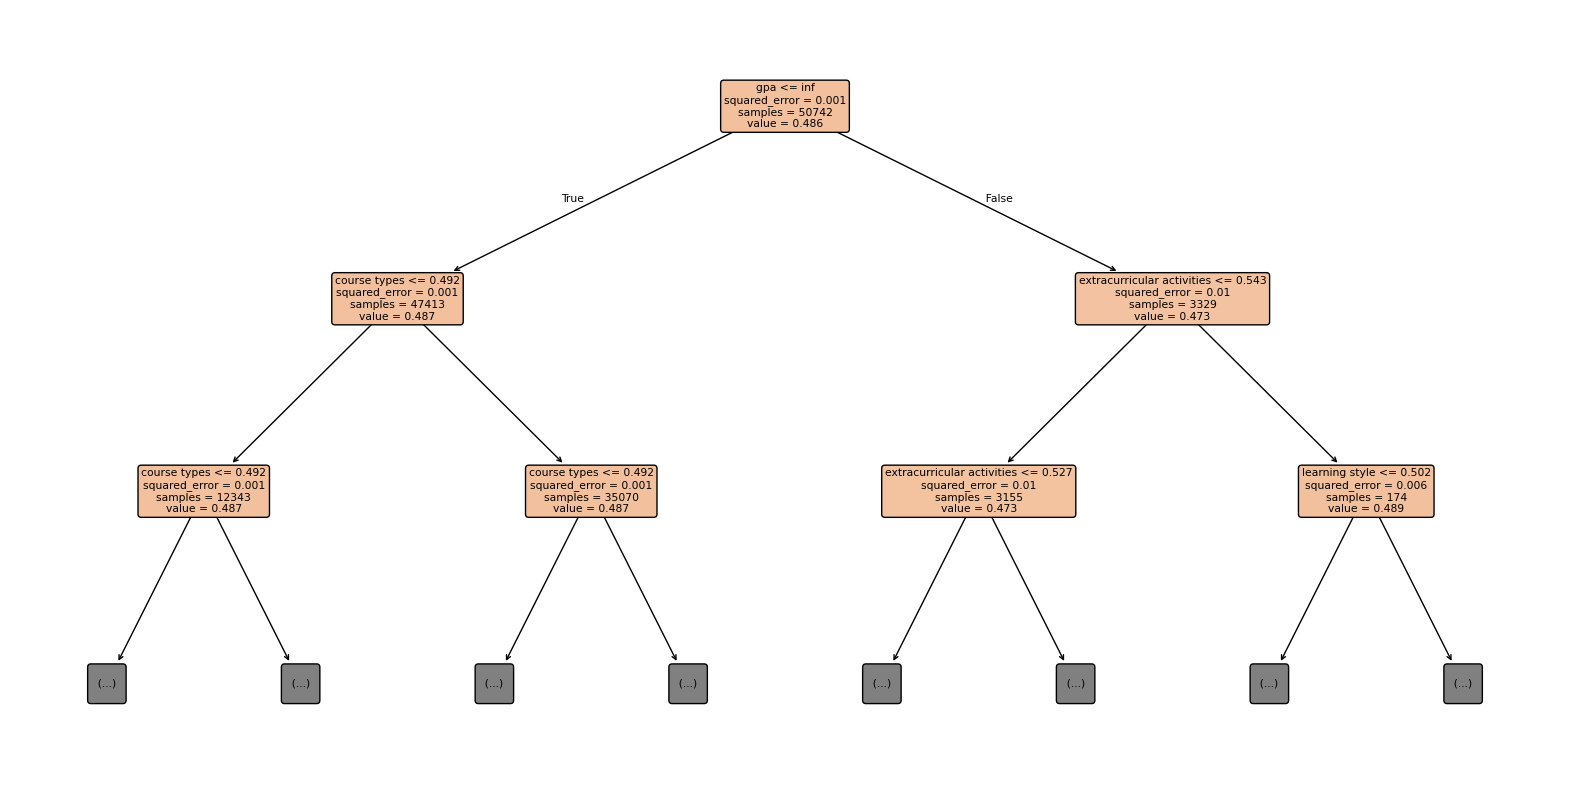 gpa <= inf
squared_error = 0.001
samples = 50742
value = 0.486
True
False
course types <= 0.492
squared_error = 0.001
samples = 47413
value = 0.487
extracurricular activities <= 0.543
squared_error = 0.01
samples = 3329
value = 0.473
course types <= 0.492
squared_error = 0.001
samples = 12343
value = 0.487
course types <= 0.492
squared_error = 0.001
samples = 35070
value = 0.487
extracurricular activities <= 0.527
squared_error = 0.01
samples = 3155
value = 0.473
learning style <= 0.502
squared_error = 0.006
samples = 174
value = 0.489
(...)
(...)
(...)
(...)
(...)
(...)
(...)
(...)